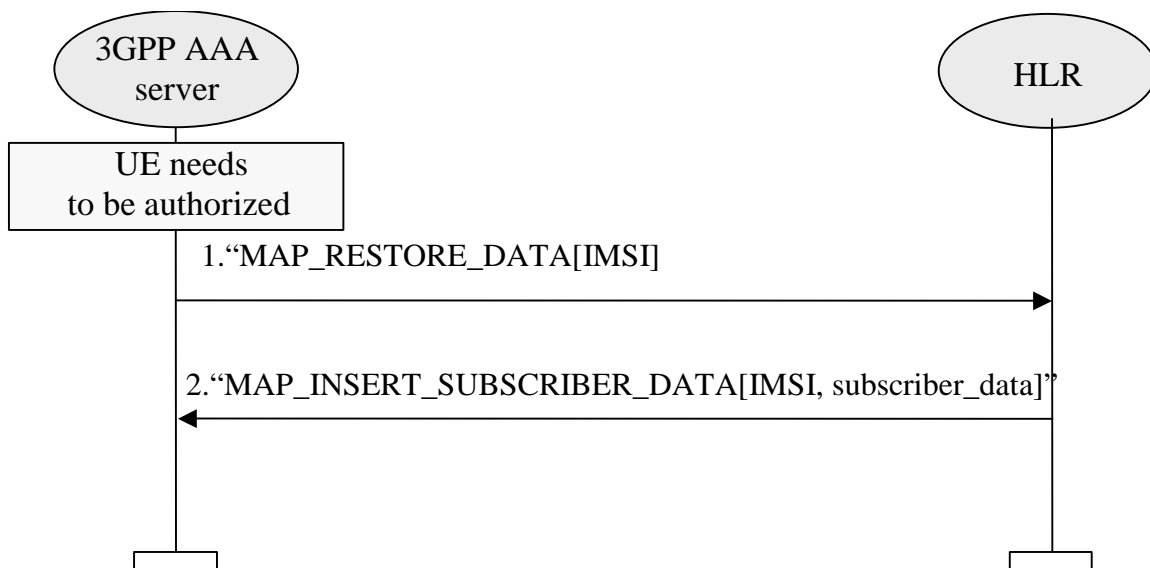 3GPP AAA
server
HLR
UE needs
to be authorized
1.“MAP_RESTORE_DATA[IMSI]
2.“MAP_INSERT_SUBSCRIBER_DATA[IMSI, subscriber_data]”